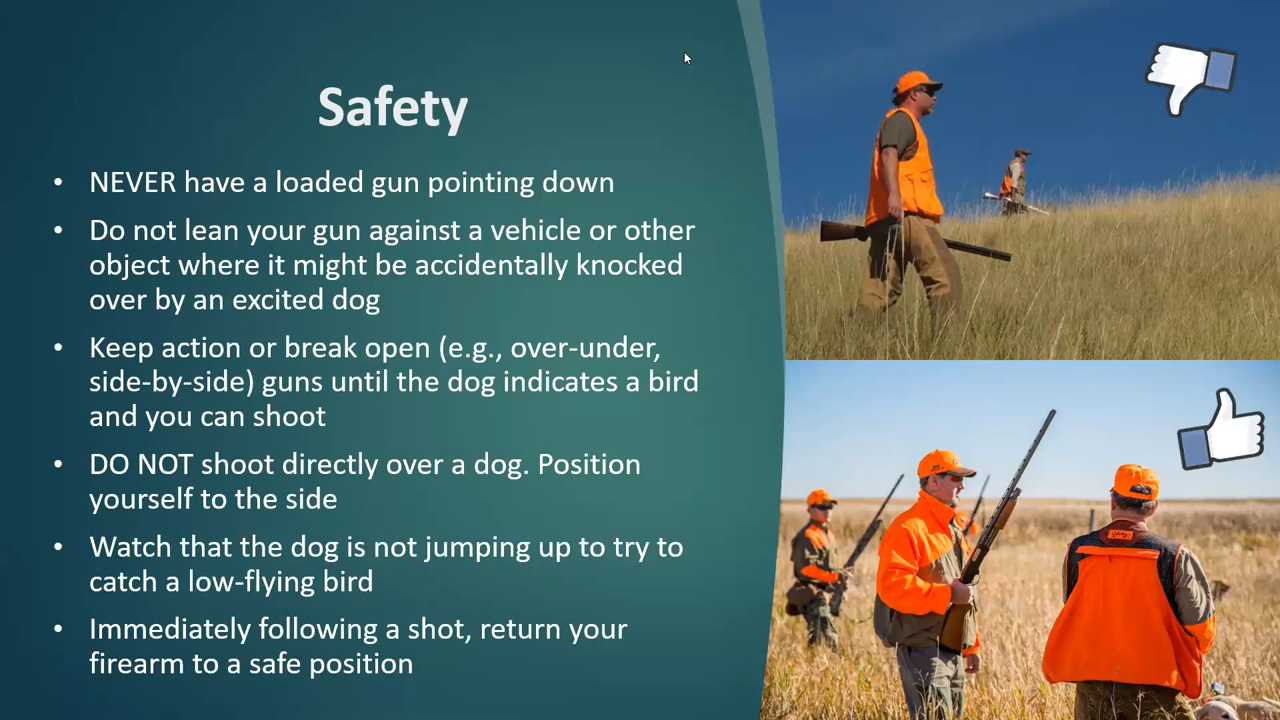 Safety
• NEVER have a loaded gun pointing down
• Do not lean your gun against a vehicle or other
object where it might be accidentally knocked
over by an excited dog
• Keep action or break open (e.g., over-under,
side-by-side) guns until the dog indicates a bird
and you can shoot
• DO NOT shoot directly over a dog. Position
yourself to the side
• Watch that the dog is not jumping up to try to
catch a low-flying bird
• Immediately following a shot, return your
firearm to a safe position